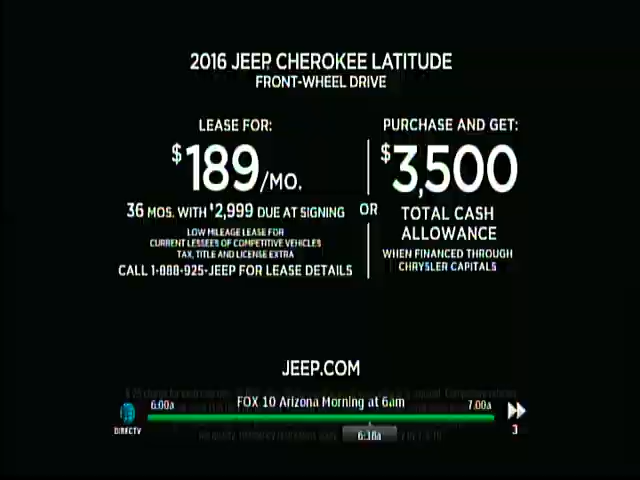 2016 JEEP CHEROKEE LATITUDE
FRONT-WHEEL DRIVE
LEASE FOR:
$189/MO.
36 MOS. WITH $2,999 DUE AT SIGNING
LOW MILEAGE LEASE FOR
CURRENT LESSEES OF COMPETITIVE VEHICLES
TAX, TITLE AND LICENSE EXTRA
CALL 1-888-925-JEEP FOR LEASE DETAILS
OR
PURCHASE AND GET:
$3,500
TOTAL CASH
ALLOWANCE
WHEN FINANCED THROUGH
CHRYSLER CAPITALS
JEEP.COM
6:00a FOX 10 Arizona Morning at 6am 7:00a
DIRECTV
6:38a
3